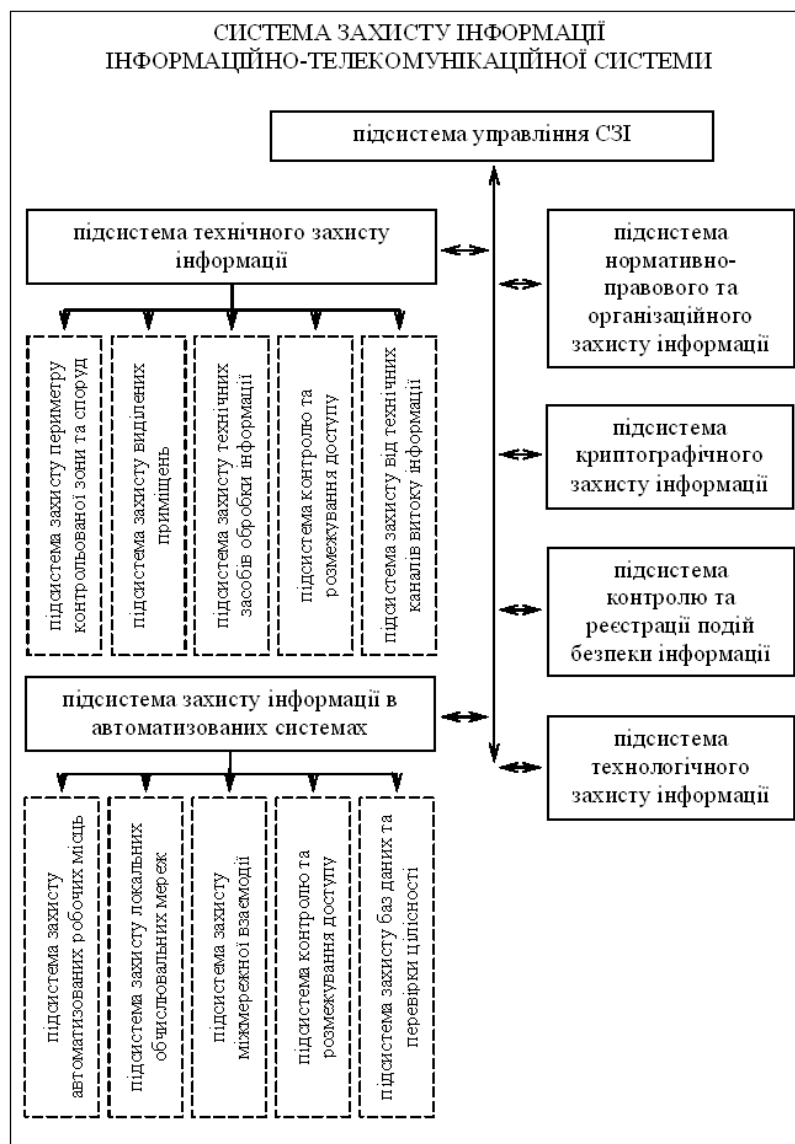 СИСТЕМА ЗАХИСТУ ІНФОРМАЦІЇ
ІНФОРМАЦІЙНО-ТЕЛЕКОМУНІКАЦІЙНОЇ СИСТЕМИ
підсистема управління СЗІ
підсистема технічного захисту
інформації
підсистема захисту периметру
контрольованої зони та споруд
підсистема захисту виділених
приміщень
підсистема захисту технічних
засобів обробки інформації
підсистема контролю та
розмежування доступу
підсистема захисту від технічних
каналів витоку інформації
підсистема захисту інформації в
автоматизованих системах
підсистема захисту
автоматизованих робочих місць
підсистема захисту локальних
обчислювальних мереж
підсистема захисту
міжмережної взаємодії
підсистема контролю та
розмежування доступу
підсистема захисту баз даних та
перевірки цілісності
підсистема
нормативно-
правового та
організаційного
захисту інформації
підсистема
криптографічного
захисту інформації
підсистема
контролю та
реєстрації подій
безпеки інформації
підсистема
технологічного
захисту інформації